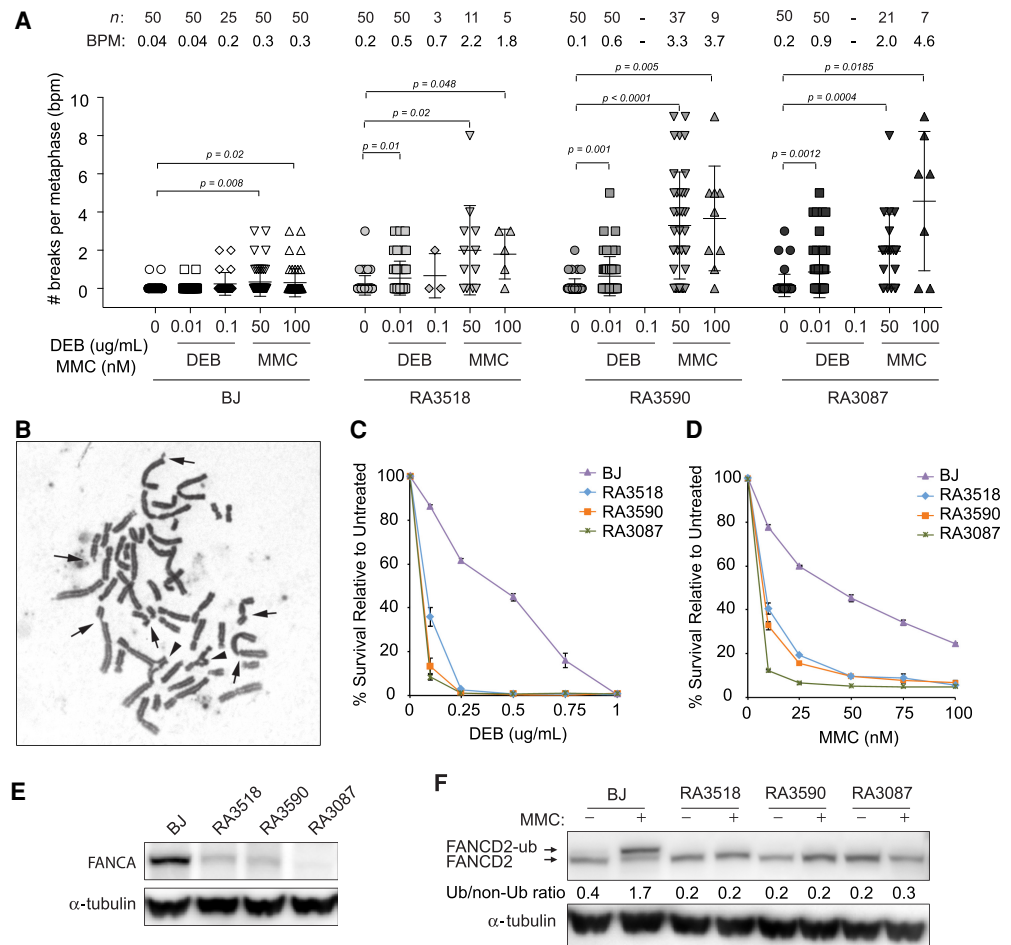 A
n: 50 50 25 50 50 50 50 3 11 5 50 50 - 37 9 50 50 - 21 7
BPM: 0.04 0.04 0.2 0.3 0.3 0.2 0.5 0.7 2.2 1.8 0.1 0.6 - 3.3 3.7 0.2 0.9 - 2.0 4.6
# breaks per metaphase (bpm)
10
8
6
4
2
0
p = 0.02
p = 0.008
p = 0.048
p = 0.02
p = 0.01
p = 0.005
p < 0.0001
p = 0.001
p = 0.0185
p = 0.0004
p = 0.0012
0 0.01 0.1 50 100 0 0.01 0.1 50 100 0 0.01 0.1 50 100 0 0.01 0.1 50 100
DEB (ug/mL)
MMC (nM)
DEB MMC DEB MMC DEB MMC DEB MMC
BJ RA3518 RA3590 RA3087
B
C
% Survival Relative to Untreated
100
80
60
40
20
0
BJ
RA3518
RA3590
RA3087
0 0.25 0.5 0.75 1
DEB (ug/mL)
D
% Survival Relative to Untreated
100
80
60
40
20
0
BJ
RA3518
RA3590
RA3087
0 25 50 75 100
MMC (nM)
E
BJ RA3518 RA3590 RA3087
FANCA
α-tubulin
F
BJ RA3518 RA3590 RA3087
MMC: – + – + – + – +
FANCD2-ub
FANCD2
Ub/non-Ub ratio 0.4 1.7 0.2 0.2 0.2 0.2 0.2 0.3
α-tubulin